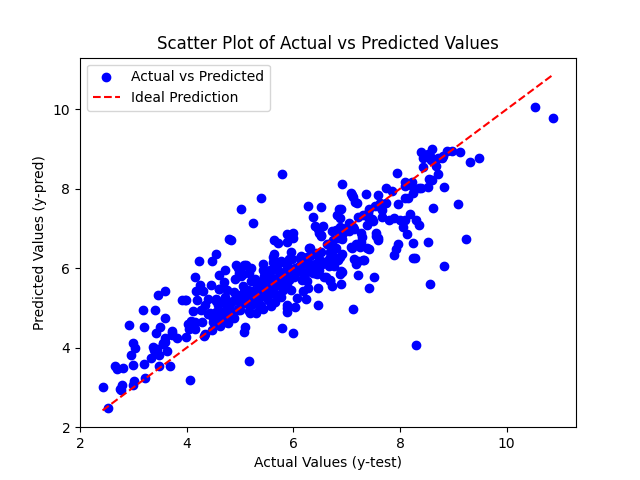 Scatter Plot of Actual vs Predicted Values
Actual vs Predicted
Ideal Prediction
Predicted Values (y-pred)
10
8
6
4
2
2
4
6
8
10
Actual Values (y-test)